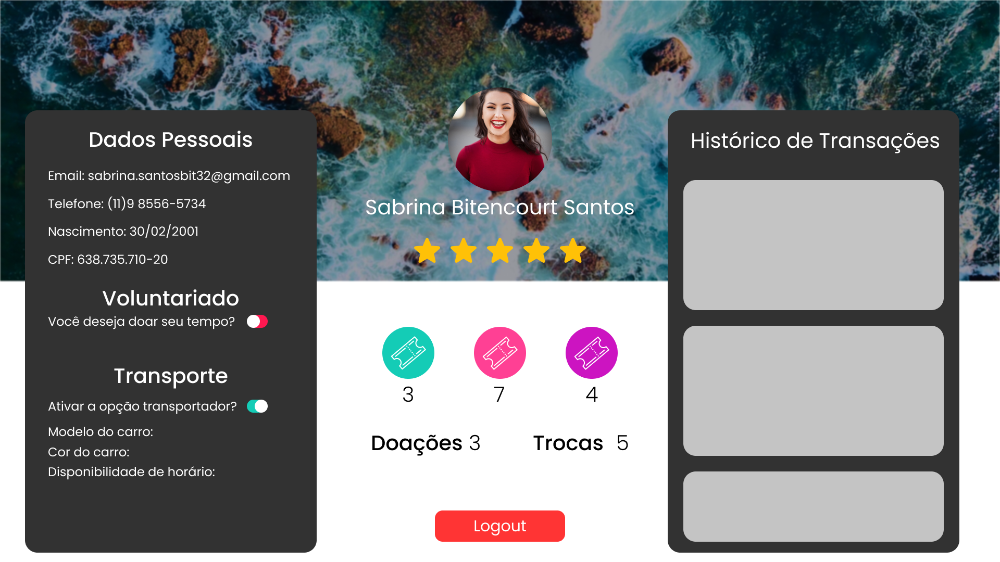 Dados Pessoais
Email: sabrina.santosbit32@gmail.com
Telefone: (11)9 8556-5734
Nascimento: 30/02/2001
CPF: 638.735.710-20
Voluntariado
Você deseja doar seu tempo?
Transporte
Ativar a opção transportador?
Modelo do carro:
Cor do carro:
Disponibilidade de horário:
Sabrina Bitencourt Santos
3 7 4
Doações 3 Trocas 5
Logout
Histórico de Transações